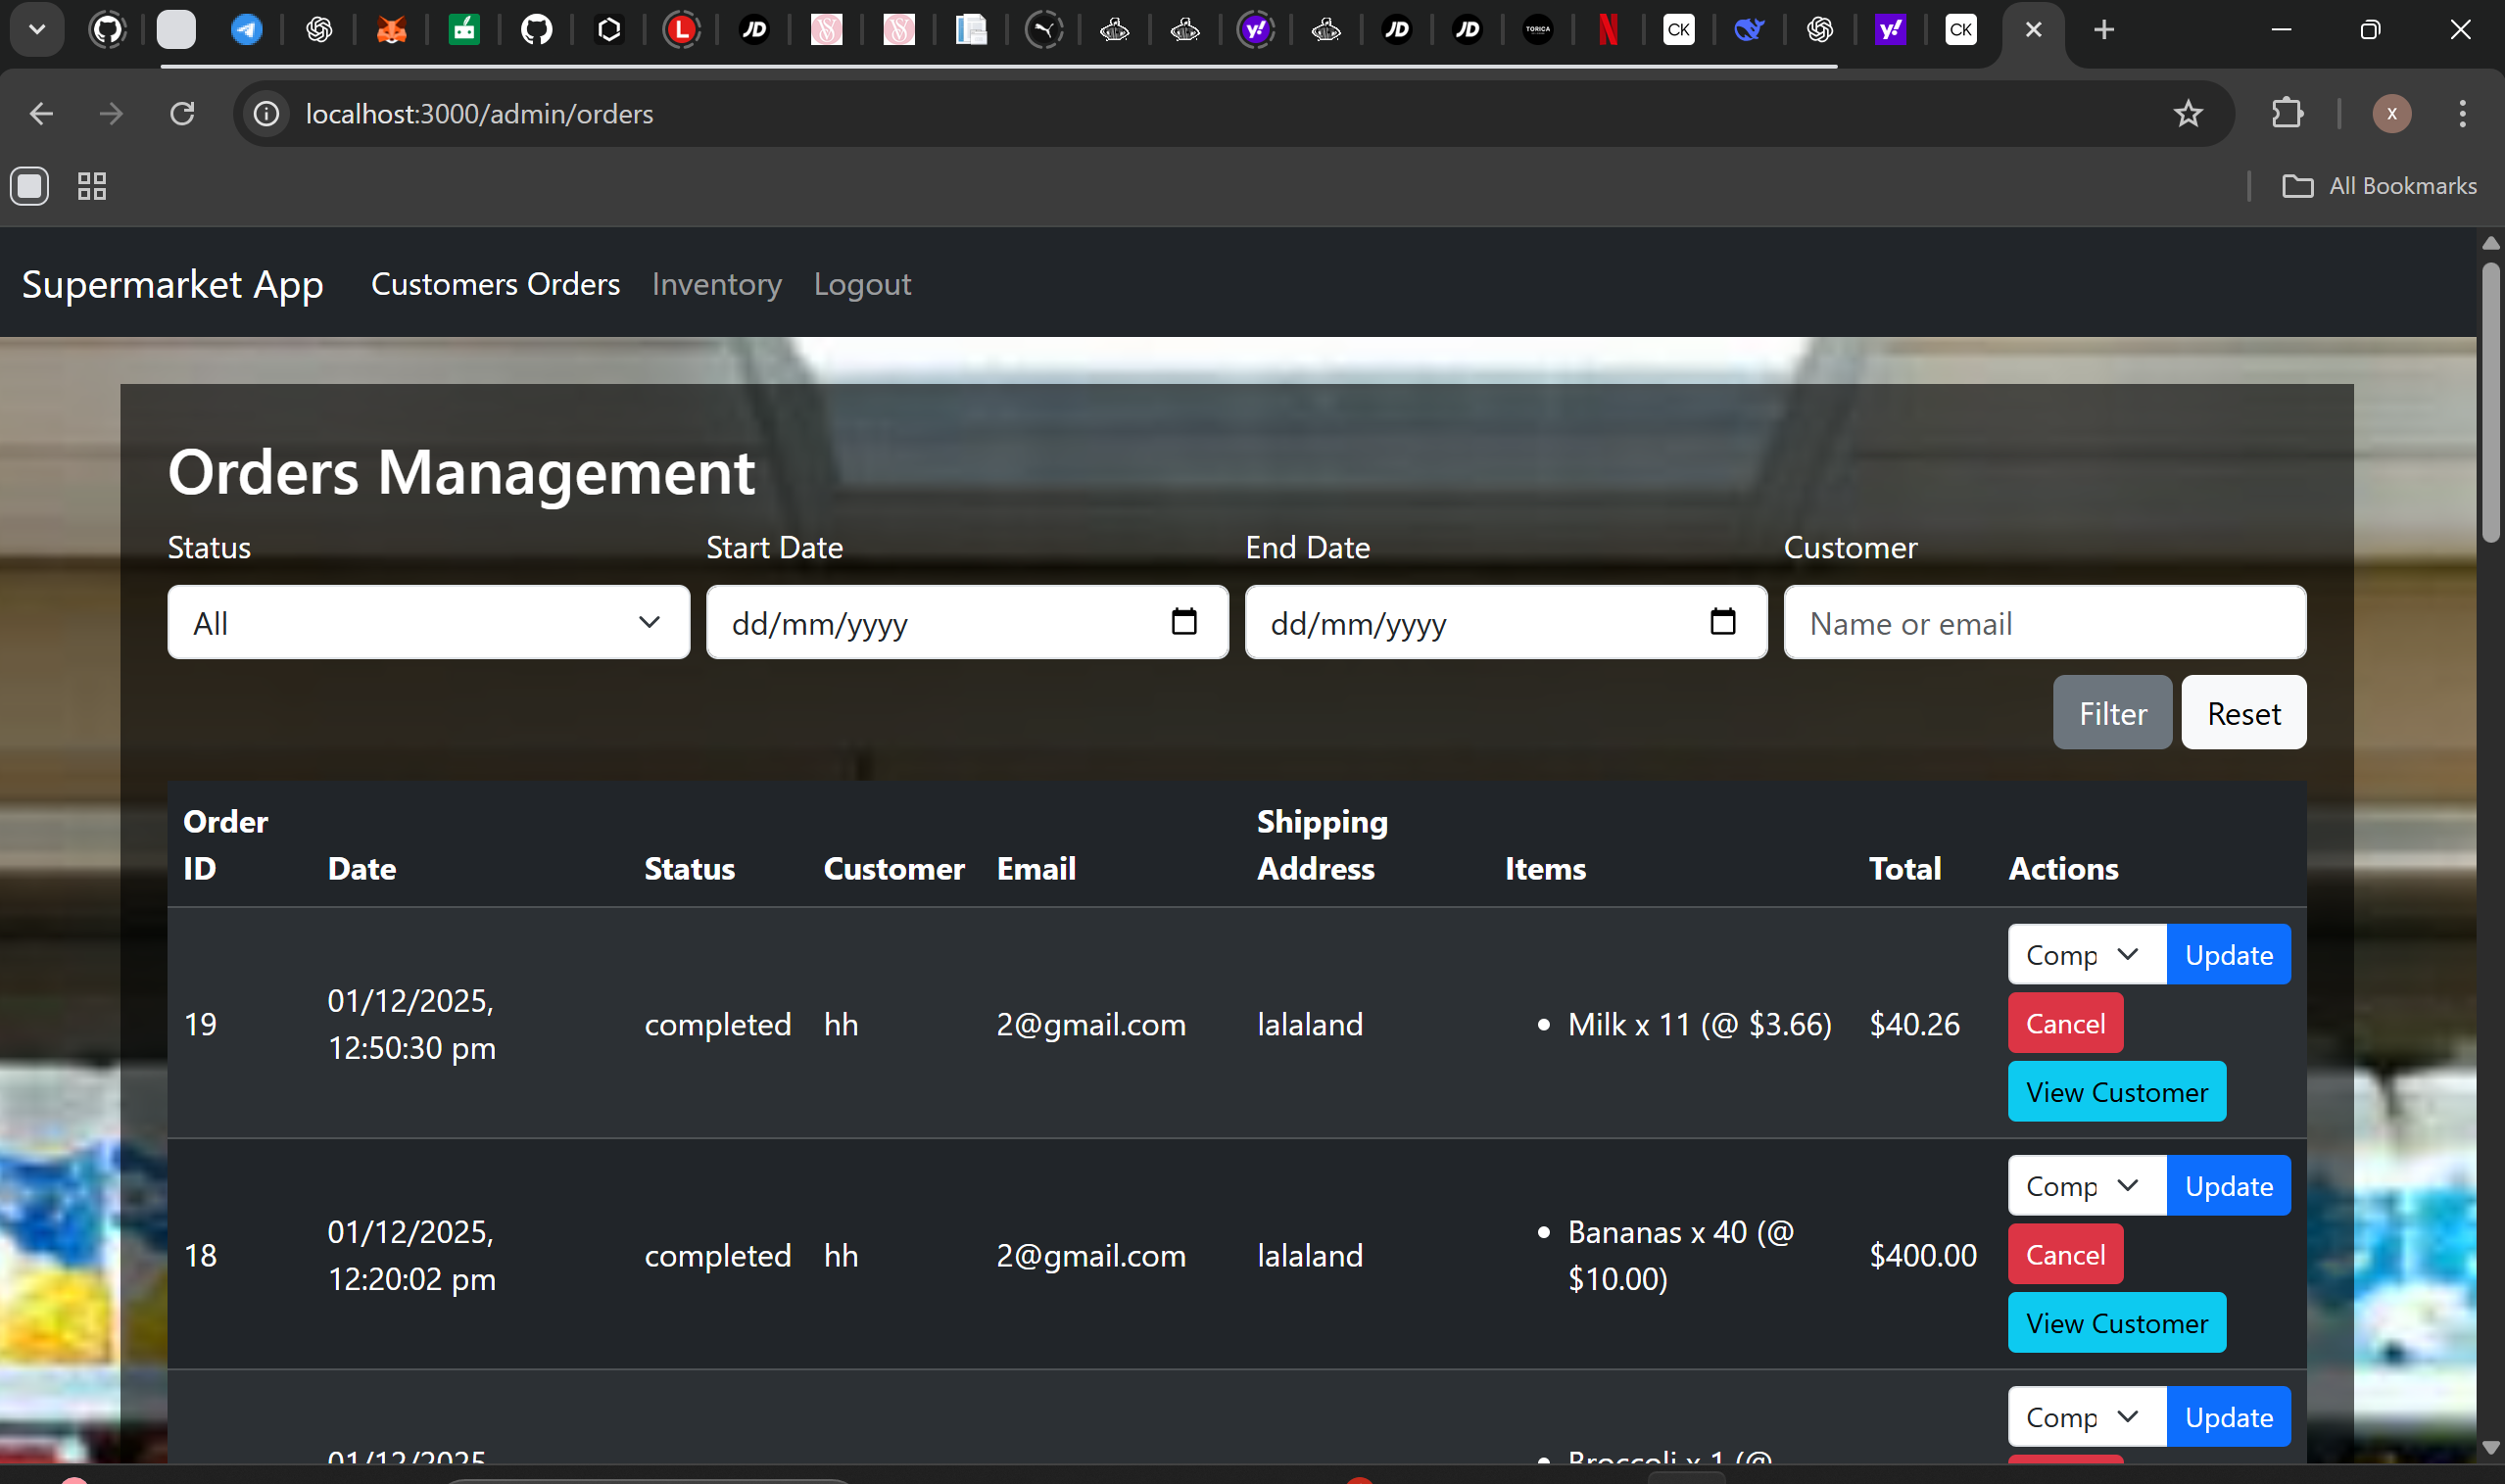 localhost:3000/admin/orders
X
All Bookmarks
Supermarket App Customers Orders Inventory Logout
Orders Management
Status Start Date End Date Customer
All dd/mm/yyyy dd/mm/yyyy Name or email
Filter Reset
Order ID Date Status Customer Email Shipping Address Items Total Actions
19 01/12/2025, 12:50:30 pm completed hh 2@gmail.com lalaland Milk x 11 (@ $3.66) $40.26 Comp Update
Cancel
View Customer
18 01/12/2025, 12:20:02 pm completed hh 2@gmail.com lalaland Bananas x 40 (@ $10.00) $400.00 Comp Update
Cancel
View Customer
01/12/2025 Broccoli x 1 (@ Comp Update